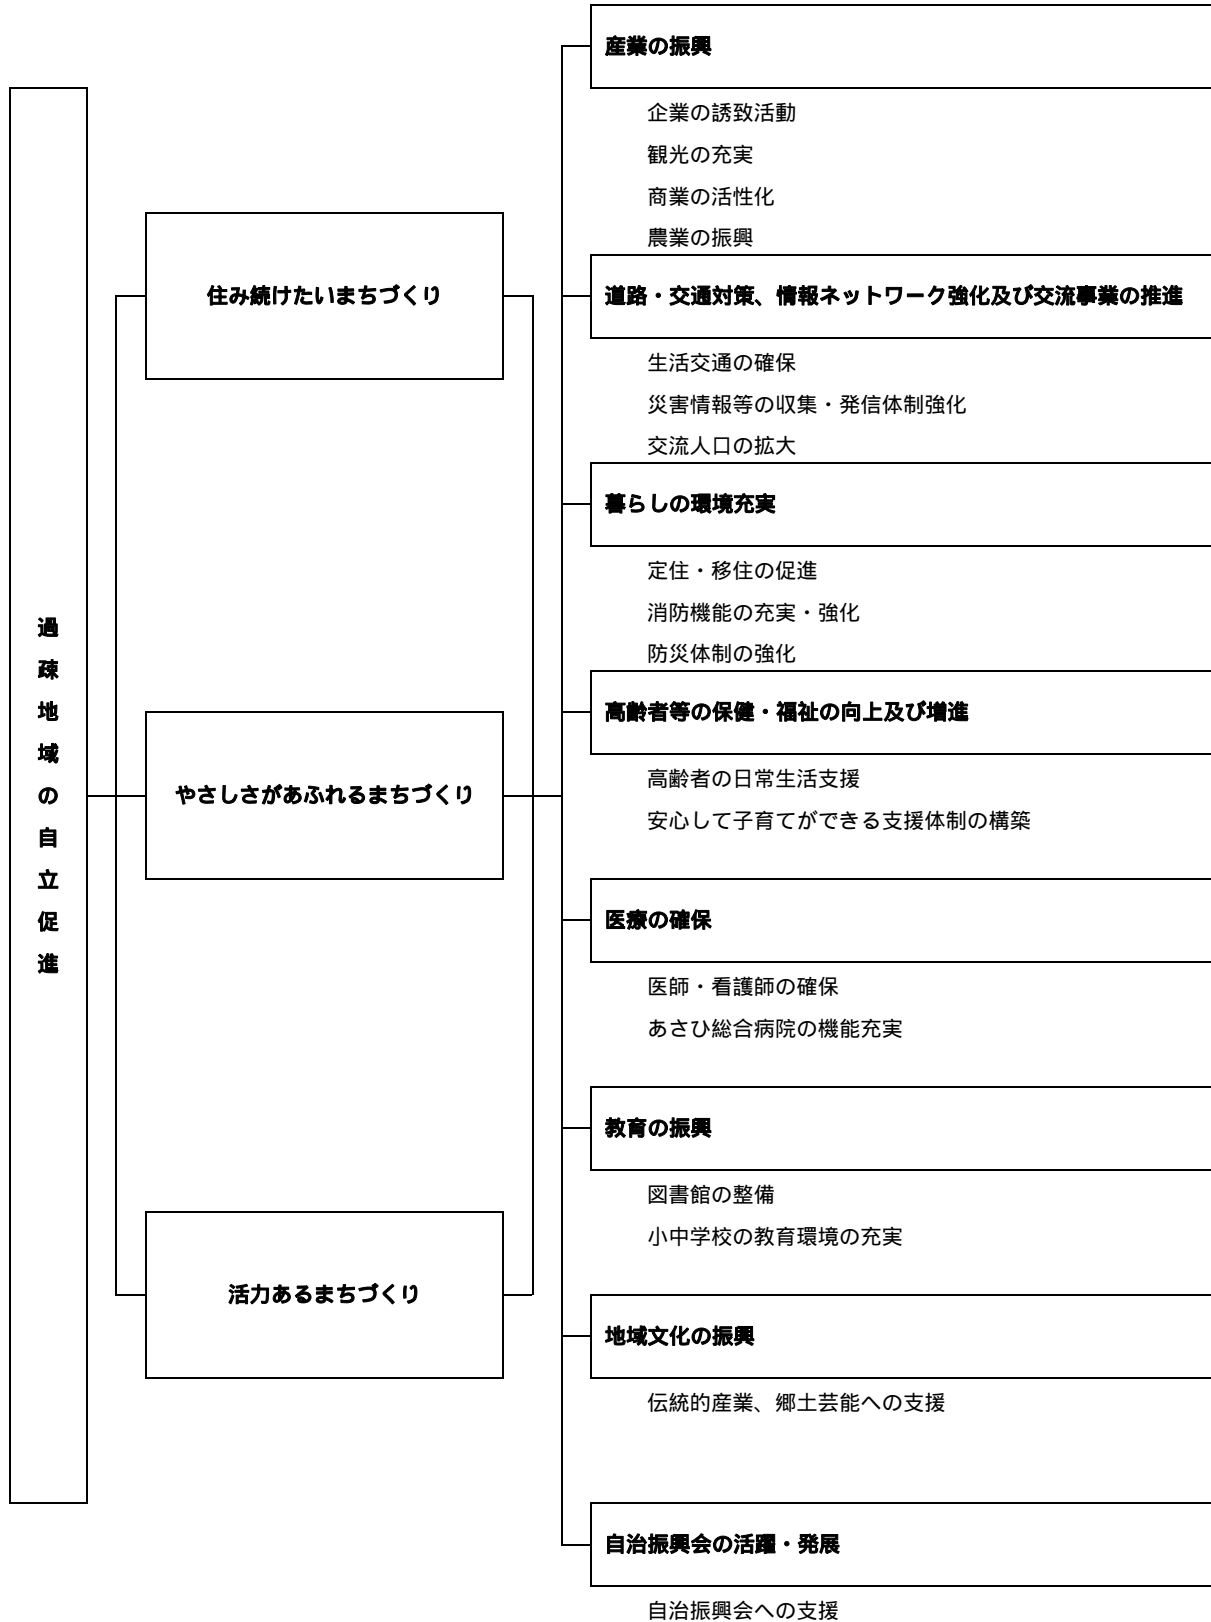 過疎地域の自立促進
住み続けたいまちづくり
やさしさがあふれるまちづくり
活力あるまちづくり
産業の振興
企業の誘致活動
観光の充実
商業の活性化
農業の振興
道路・交通対策、情報ネットワーク強化及び交流事業の推進
生活交通の確保
災害情報等の収集・発信体制強化
交流人口の拡大
暮らしの環境充実
定住・移住の促進
消防機能の充実・強化
防災体制の強化
高齢者等の保健・福祉の向上及び増進
高齢者の日常生活支援
安心して子育てができる支援体制の構築
医療の確保
医師・看護師の確保
あさひ総合病院の機能充実
教育の振興
図書館の整備
小中学校の教育環境の充実
地域文化の振興
伝統的産業、郷土芸能への支援
自治振興会の活躍・発展
自治振興会への支援